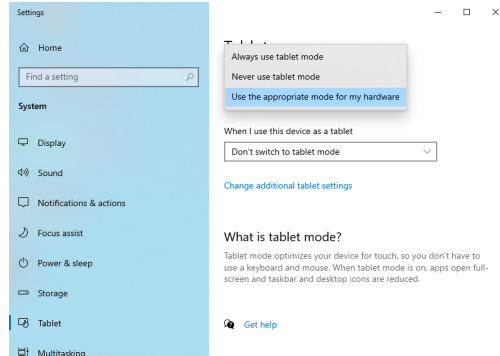 Settings
Home
Find a setting
System
Display
Sound
Notifications & actions
Focus assist
Power & sleep
Storage
Tablet
Multitasking
Always use tablet mode
Never use tablet mode
Use the appropriate mode for my hardware
When I use this device as a tablet
Don't switch to tablet mode
Change additional tablet settings
What is tablet mode?
Tablet mode optimizes your device for touch, so you don't have to
use a keyboard and mouse. When tablet mode is on, apps open full-
screen and taskbar and desktop icons are reduced.
Get help